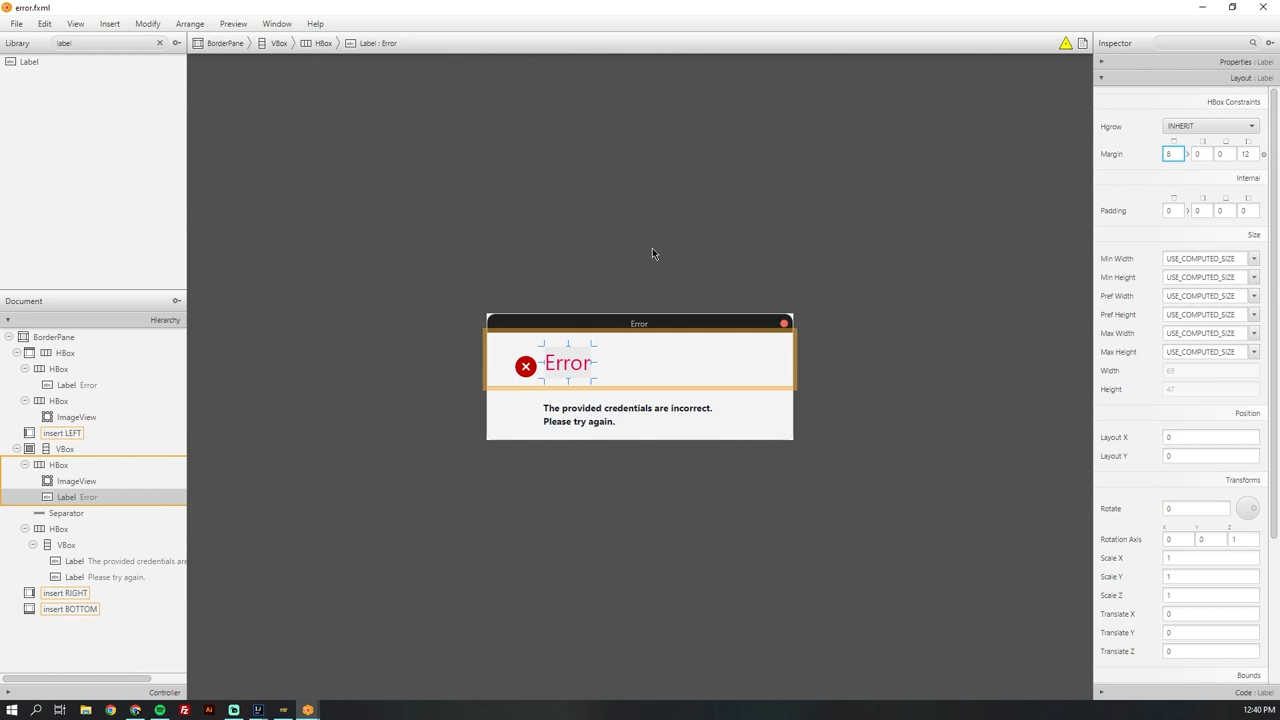 error.fxml
File Edit View Insert Modify Arrange Preview Window Help
Library label
BorderPane VBox HBox Label : Error
Inspector
Label
Properties : Label
Layout : Label
HBox Constraints
Hgrow INHERIT
Margin 8 0 0 12
Internal
Padding 0 0 0 0
Size
Min Width USE_COMPUTED_SIZE
Min Height USE_COMPUTED_SIZE
Pref Width USE_COMPUTED_SIZE
Pref Height USE_COMPUTED_SIZE
Max Width USE_COMPUTED_SIZE
Max Height USE_COMPUTED_SIZE
Width 69
Height 47
Position
Layout X 0
Layout Y 0
Transforms
Rotate 0
X Y Z
Rotation Axis 0 0 1
Scale X 1
Scale Y 1
Scale Z 1
Translate X 0
Translate Y 0
Translate Z 0
Bounds
Code : Label
Error
Error
The provided credentials are incorrect.
Please try again.
Document
Hierarchy
BorderPane
HBox
HBox
Label Error
HBox
ImageView
insert LEFT
VBox
HBox
ImageView
Label Error
Separator
HBox
VBox
Label The provided credentials are
Label Please try again.
insert RIGHT
insert BOTTOM
Controller
12:40 PM